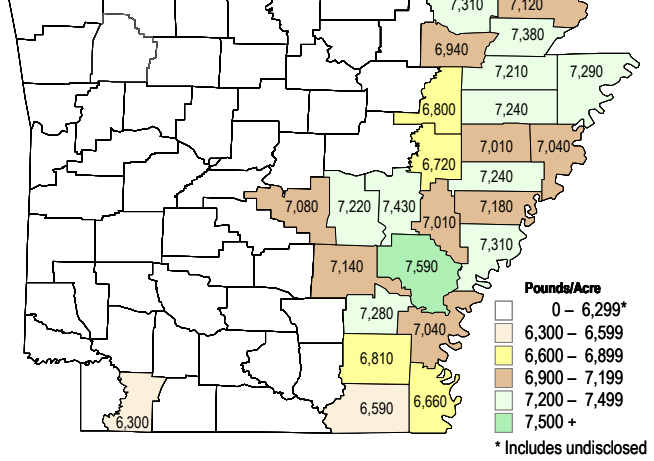 7,310 7,120
7,380
6,940
7,210 7,290
6,800 7,240
7,010 7,040
6,720
7,240
7,080 7,220 7,430 7,180
7,010
7,310
7,140 7,590
Pounds/Acre
0 – 6,299*
6,300 – 6,599
6,600 – 6,899
6,900 – 7,199
7,200 – 7,499
7,500 +
* Includes undisclosed
7,280
7,040
6,810
6,660
6,590
6,300